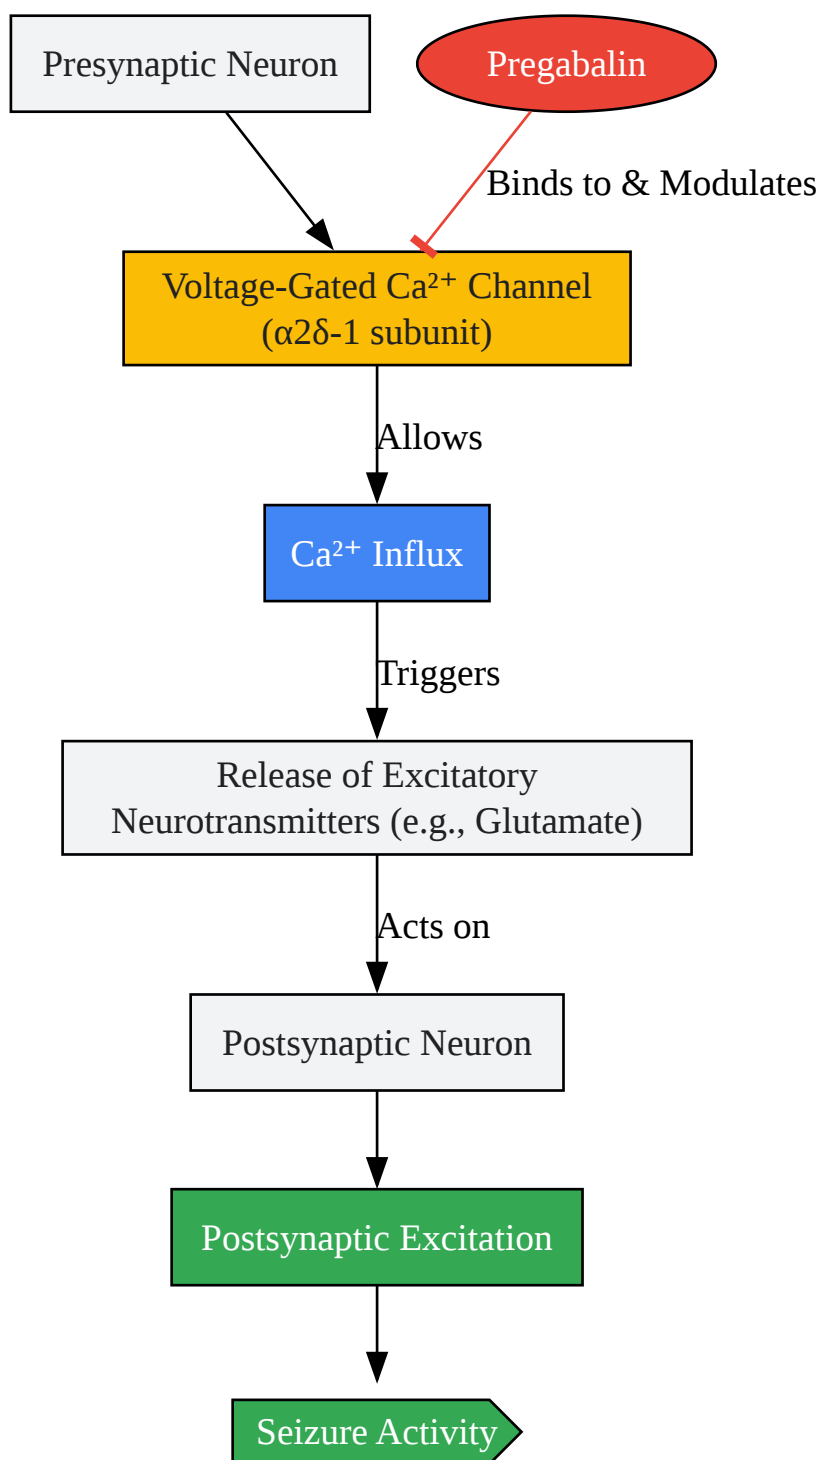 Presynaptic Neuron
Pregabalin
Binds to & Modulates
Voltage-Gated Ca²⁺ Channel
(α2δ-1 subunit)
Allows
Ca²⁺ Influx
Triggers
Release of Excitatory
Neurotransmitters (e.g., Glutamate)
Acts on
Postsynaptic Neuron
Postsynaptic Excitation
Seizure Activity